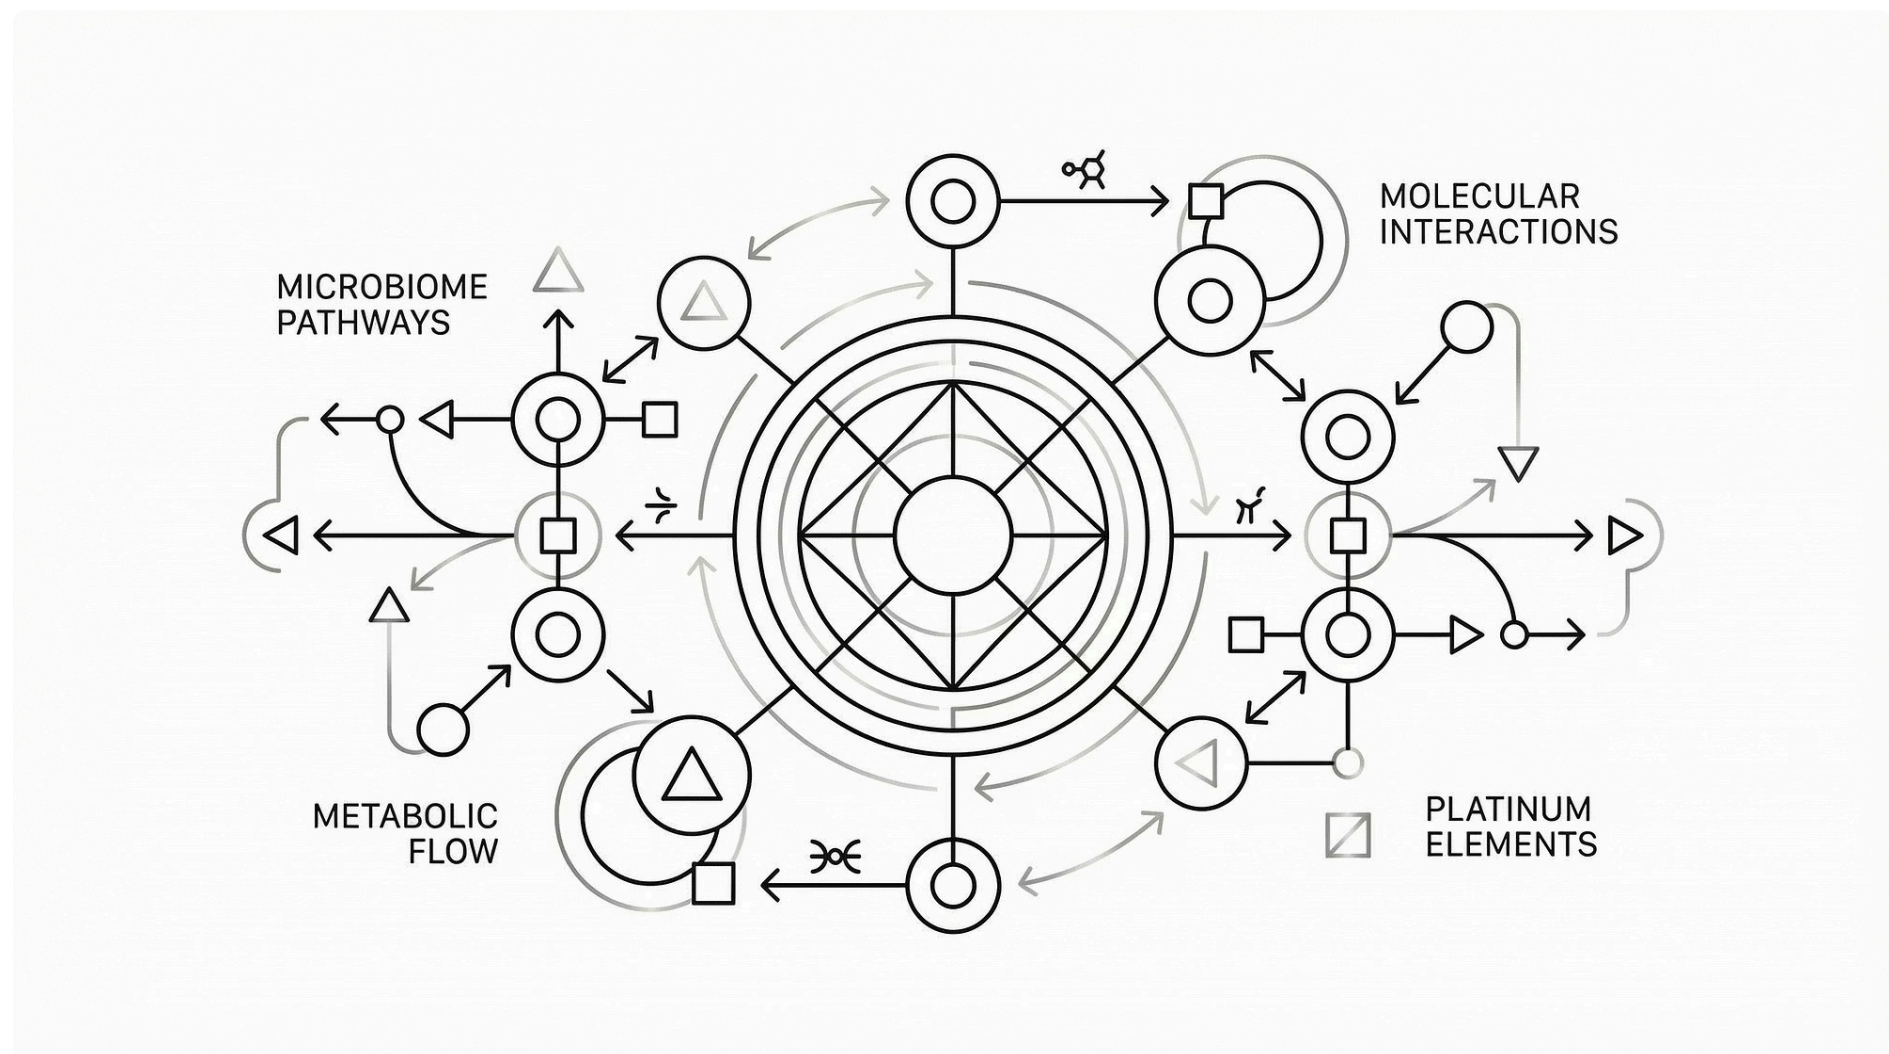 MOLECULAR
INTERACTIONS
MICROBIOME
PATHWAYS
METABOLIC
FLOW
PLATINUM
ELEMENTS